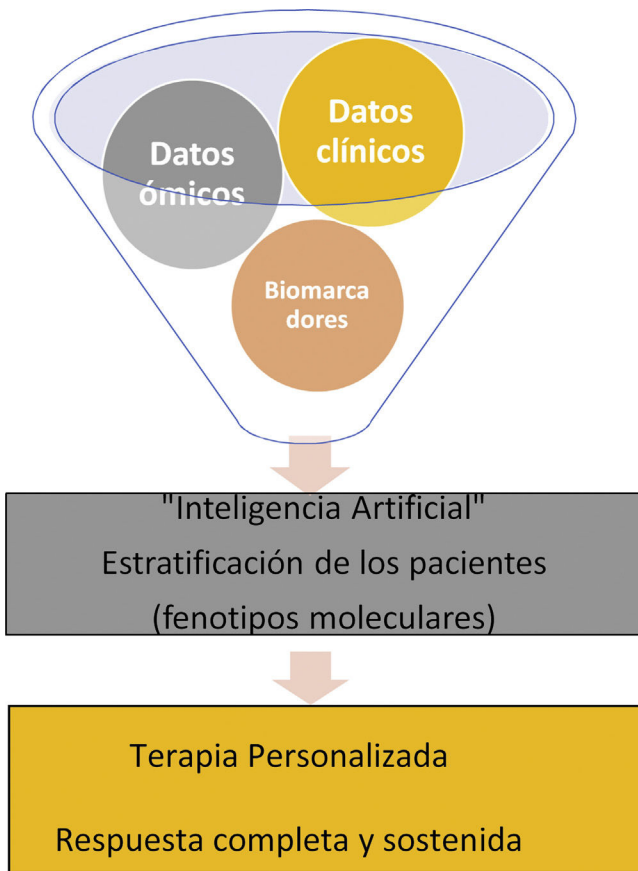 Datos
ómicos
Datos
clínicos
Biomarca
dores
"Inteligencia Artificial"
Estratificación de los pacientes
(fenotipos moleculares)
Terapia Personalizada
Respuesta completa y sostenida